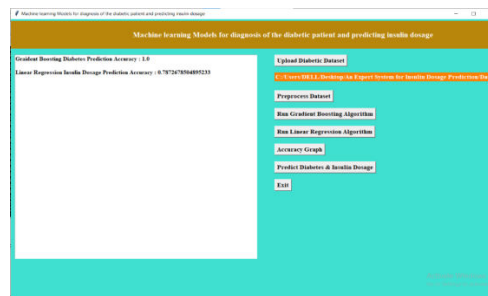 Machine learning Models for diagnosis of the diabetic patient and predicting insulin dosage
Machine learning Models for diagnosis of the diabetic patient and predicting insulin dosage
Graident Boosting Diabetes Prediction Accuracy : 1.0
Linear Regression Insulin Dosage Prediction Accuracy : 0.7872678504895233
Upload Diabetic Dataset
C:/Users/DELL/Desktop/An Expert System for Insulin Dosage Prediction/
Preprocess Dataset
Run Gradient Boosting Algorithm
Run Linear Regression Algorithm
Accuracy Graph
Predict Diabetes & Insulin Dosage
Exit